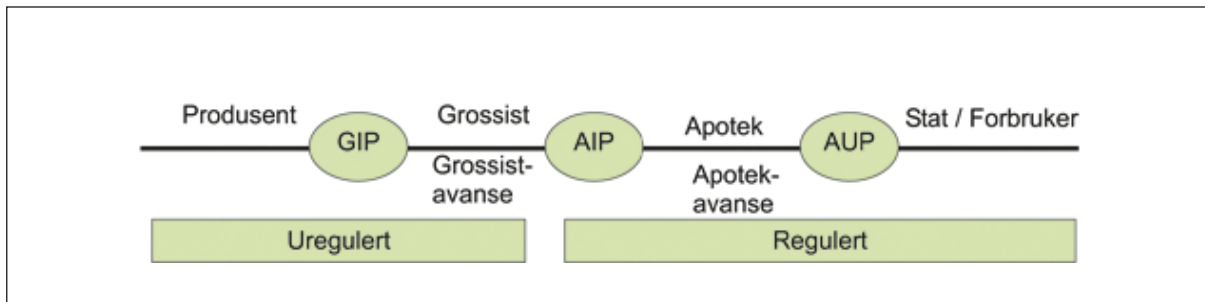 Produsent
GIP
Grossist
Grossist-
avanse
AIP
Apotek
Apotek-
avanse
AUP
Stat / Forbruker
Uregulert
Regulert